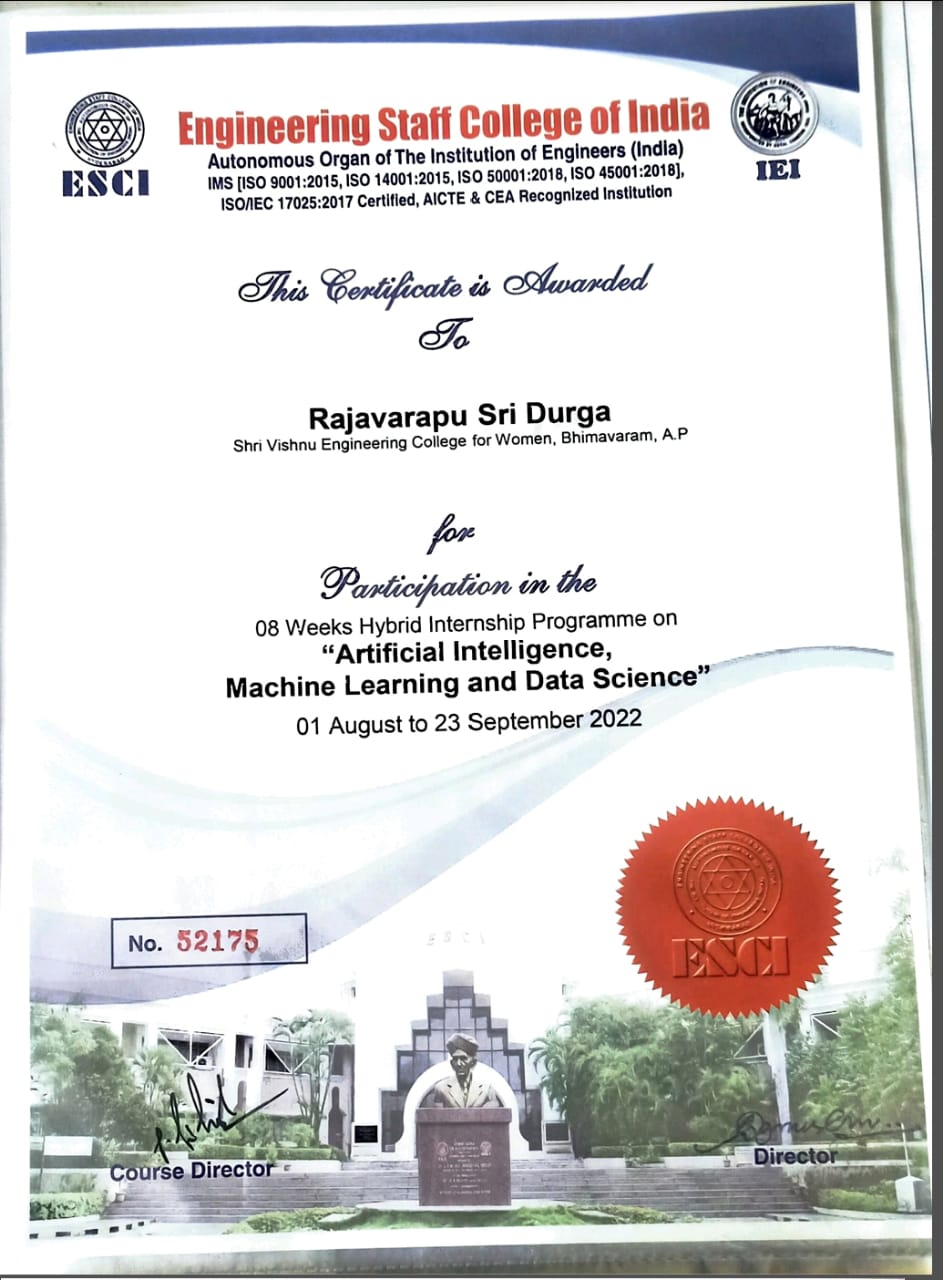 ESCI
IEI
Engineering Staff College of India
Autonomous Organ of The Institution of Engineers (India)
IMS [ISO 9001:2015, ISO 14001:2015, ISO 50001:2018, ISO 45001:2018],
ISO/IEC 17025:2017 Certified, AICTE & CEA Recognized Institution
This Certificate is Awarded
To
Rajavarapu Sri Durga
Shri Vishnu Engineering College for Women, Bhimavaram, A.P
for
Participation in the
08 Weeks Hybrid Internship Programme on
“Artificial Intelligence,
Machine Learning and Data Science”
01 August to 23 September 2022
No. 52175
ESCI
ESCI
Course Director
Director